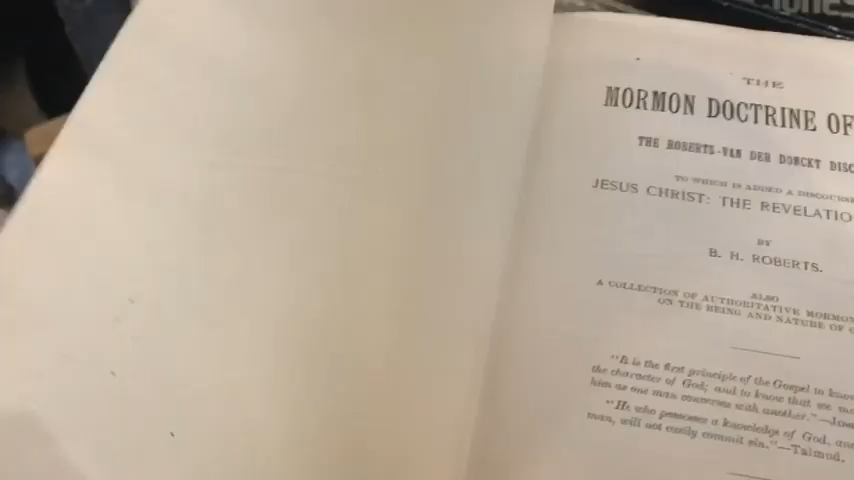 THE
MORMON DOCTRINE OF
THE ROBERTS-VAN DER DONCKT DISC
TO WHICH IS ADDED A DISCOURSE
JESUS CHRIST: THE REVELATIO
BY
B. H. ROBERTS.
ALSO
A COLLECTION OF AUTHORITATIVE MORMON
ON THE BEING AND NATURE OF G
"It is the first principle of the Gospel to know
the character of God; and to know that we
him as one man converses with another."—
"He who possesses a knowledge of God, and
man, will not easily commit sin."—Talmud.